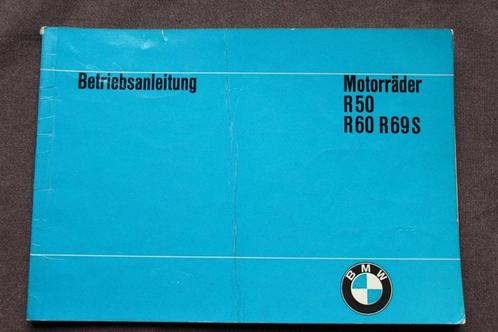 Betriebsanleitung
Motorräder
R50
R60 R69S
BMW